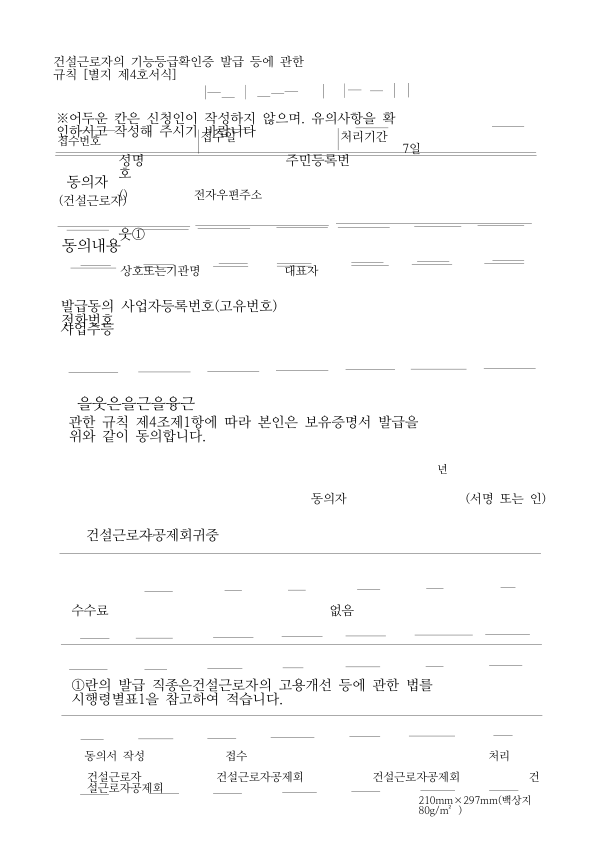 건설근로자의 기능등급확인증 발급 등에 관한
규칙 [별지 제4호서식]
※어두운 칸은 신청인이 작성하지 않으며. 유의사항을 확
인하시고 작성해 주시기 바랍니다
접수번호 접수일 처리기간
7일
성명 주민등록번
호
동의자
(건설근로자)
() 전자우편주소
웃①
동의내용
상호또는기관명 대표자
발급동의 사업자등록번호(고유번호)
전화번호
사업주등
을웃은을근을용근
관한 규칙 제4조제1항에 따라 본인은 보유증명서 발급을
위와 같이 동의합니다.
년
동의자 (서명 또는 인)
건설근로자공제회귀중
수수료 없음
①란의 발급 직종은건설근로자의 고용개선 등에 관한 법률
시행령별표1을 참고하여 적습니다.
동의서 작성 접수 처리
건설근로자 건설근로자공제회 건설근로자공제회 건
설근로자공제회
210mm×297mm(백상지
80g/㎡ )